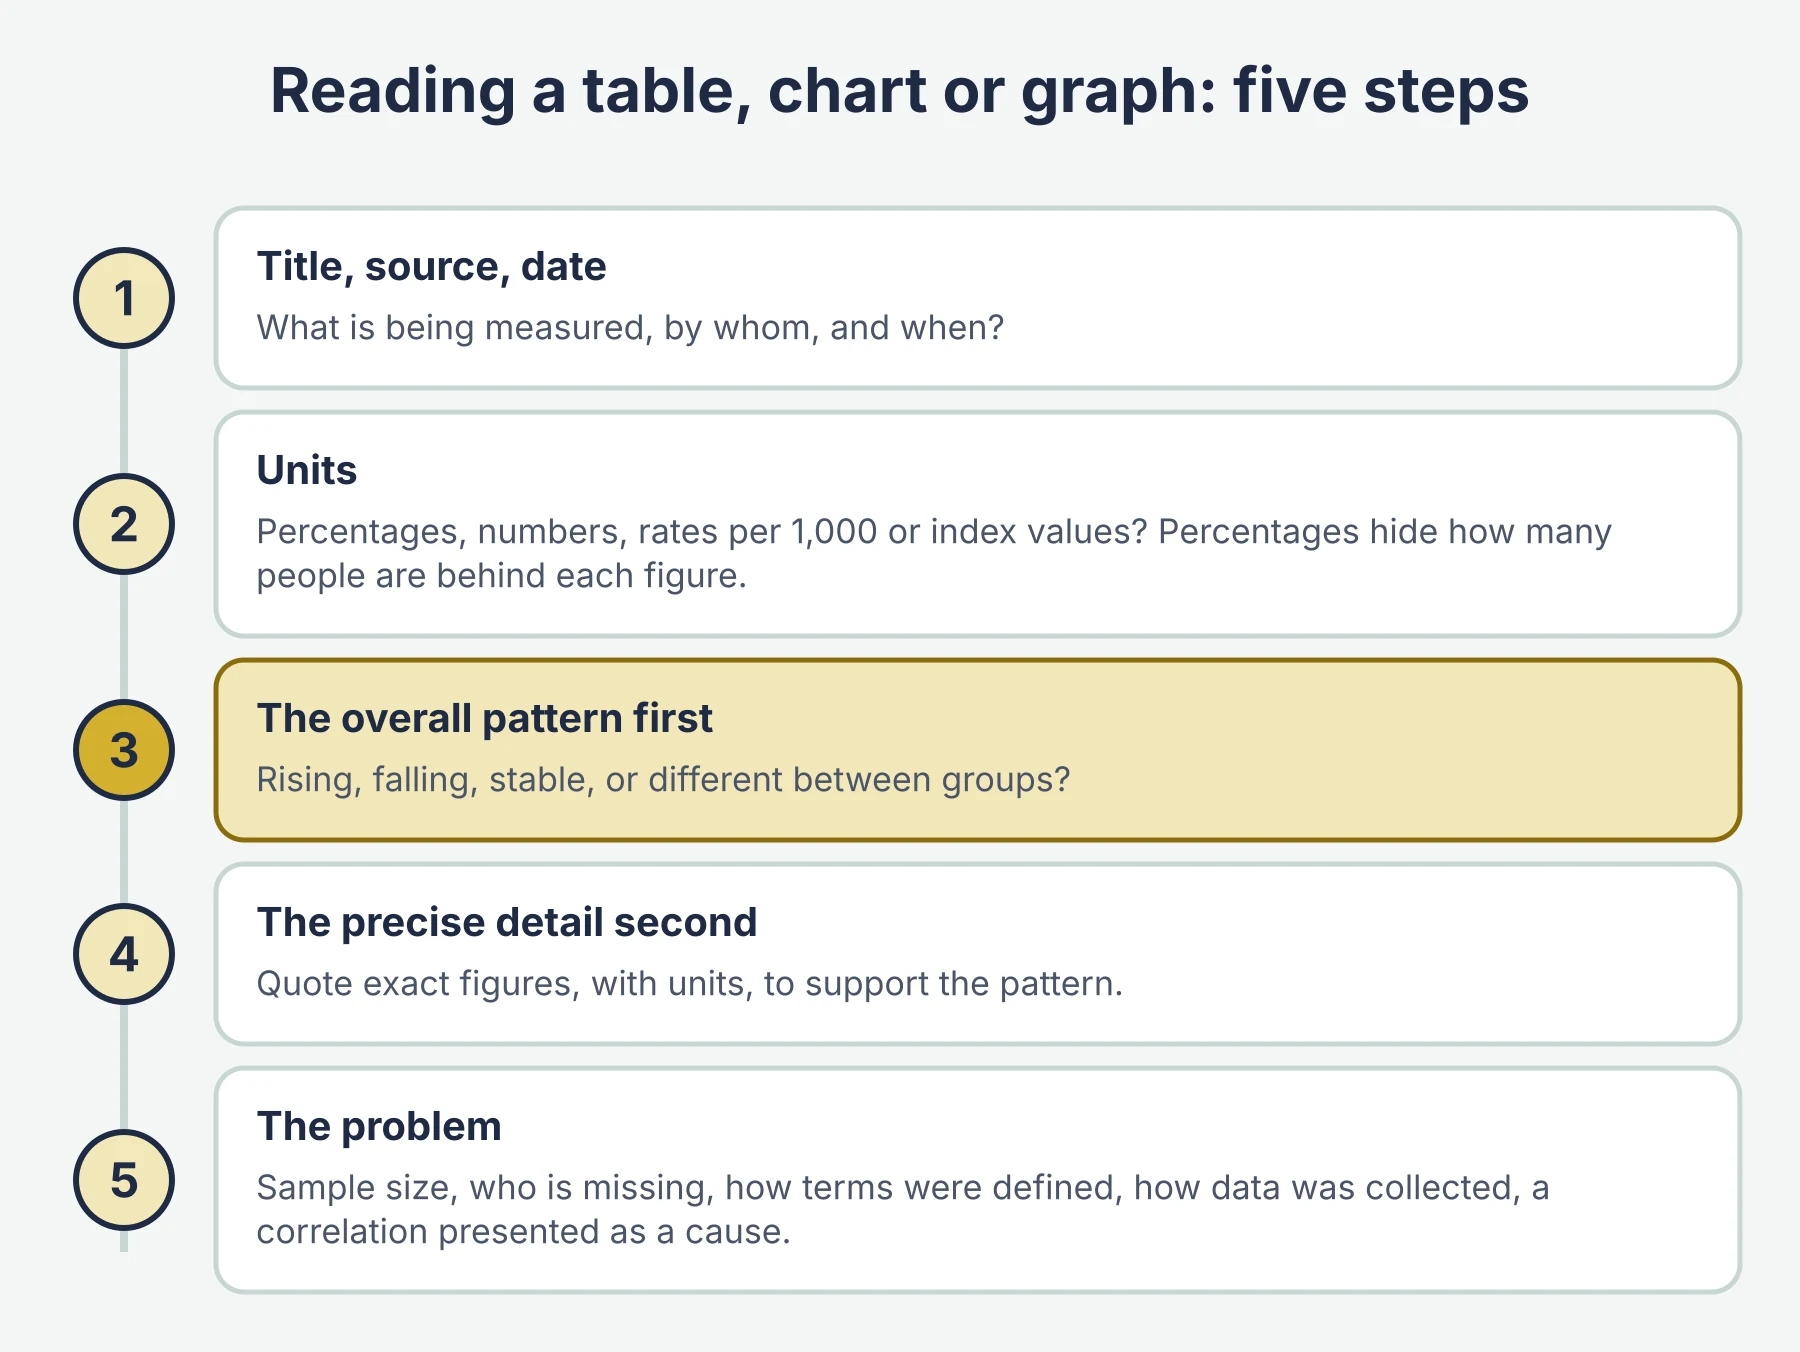 Reading a table, chart or graph: five steps
1
Title, source, date
What is being measured, by whom, and when?
2
Units
Percentages, numbers, rates per 1,000 or index values? Percentages hide how many
people are behind each figure.
3
The overall pattern first
Rising, falling, stable, or different between groups?
4
The precise detail second
Quote exact figures, with units, to support the pattern.
5
The problem
Sample size, who is missing, how terms were defined, how data was collected, a
correlation presented as a cause.